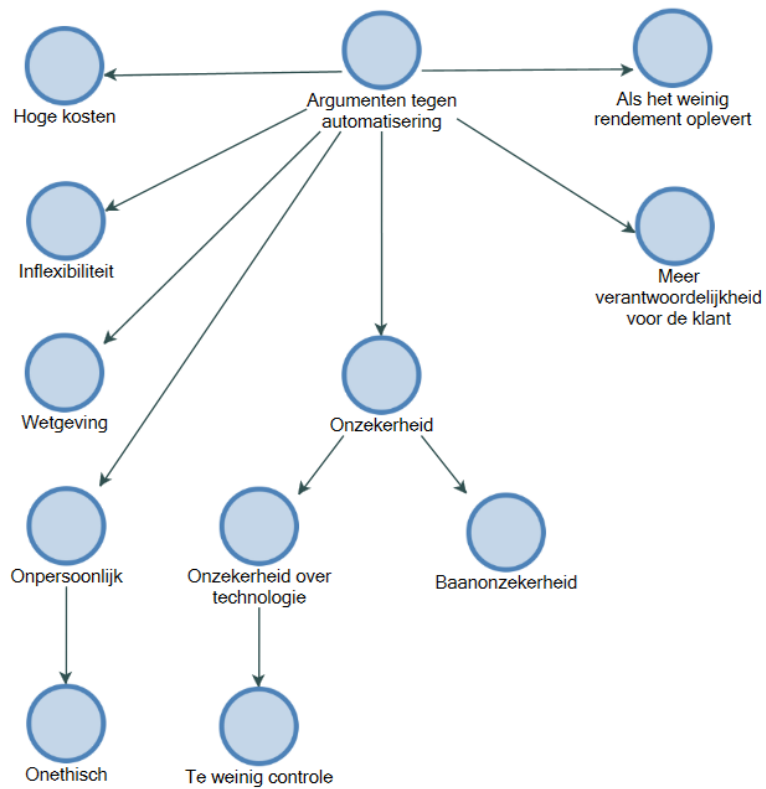 Hoge kosten
Argumenten tegen
automatisering
Als het weinig
rendement oplevert
Inflexibiliteit
Meer
verantwoordelijkheid
voor de klant
Wetgeving
Onzekerheid
Onpersoonlijk
Onzekerheid over
technologie
Baanonzekerheid
Onethisch
Te weinig controle